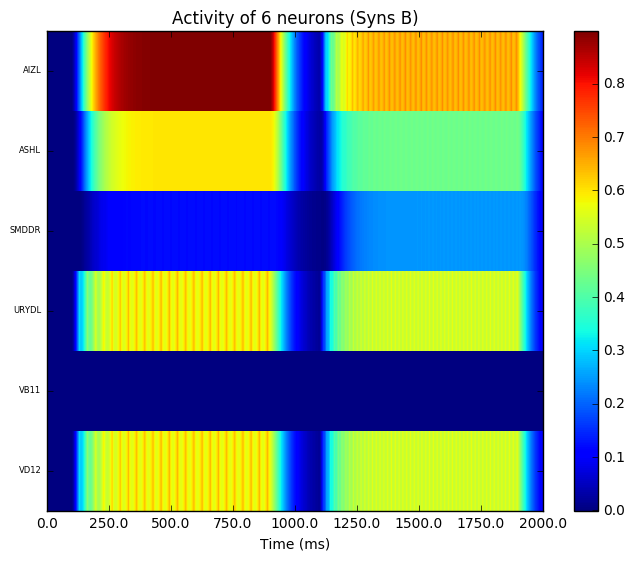 Activity of 6 neurons (Syns B)
AIZL
ASHL
SMDDR
URYDL
VB11
VD12
0.0 250.0 500.0 750.0 1000.0 1250.0 1500.0 1750.0 2000.0
Time (ms)
0.8
0.7
0.6
0.5
0.4
0.3
0.2
0.1
0.0